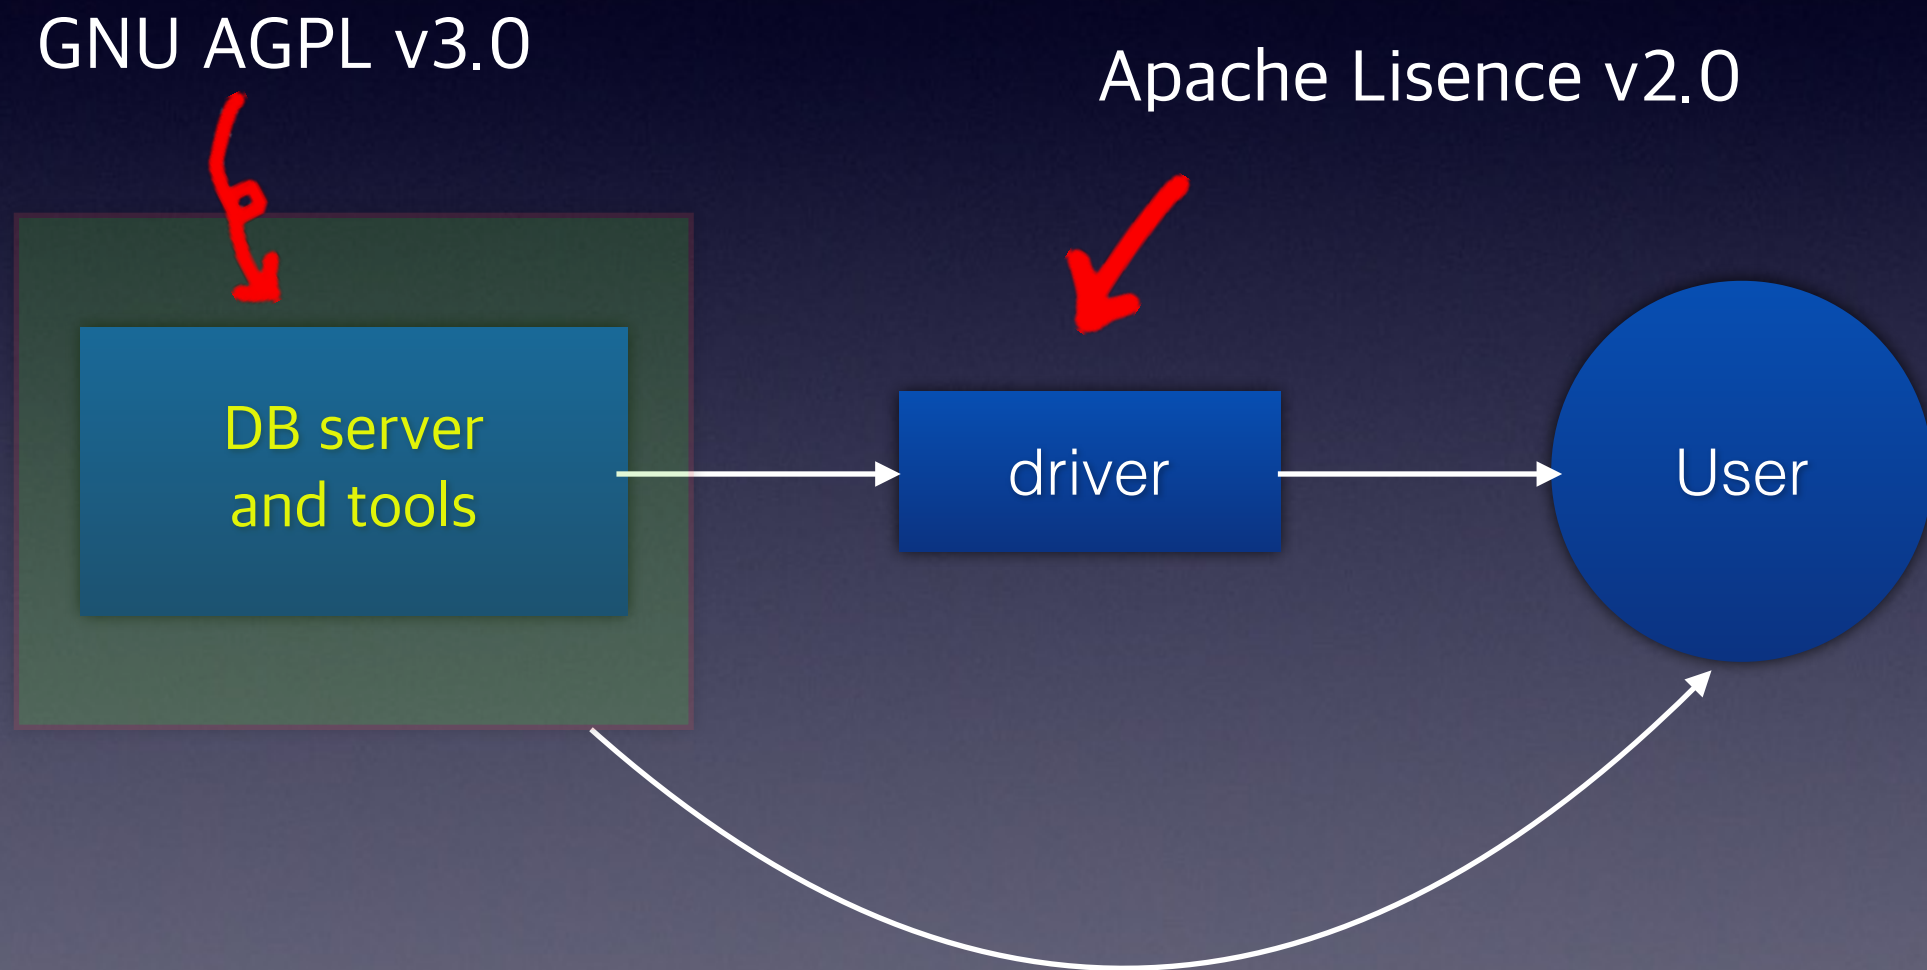 GNU AGPL v3.0
Apache Lisence v2.0
DB server
and tools
driver
User